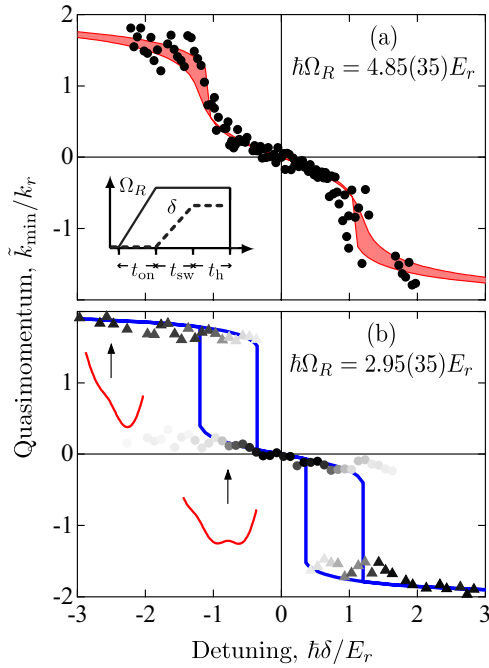 2
(a)
ℏΩ_R = 4.85(35)E_r
1
0
Ω_R
δ
-1
t_on t_sw t_h
(b)
ℏΩ_R = 2.95(35)E_r
1
0
-1
-2
-3 -2 -1 0 1 2 3
Detuning, ℏδ/E_r
Quasimomentum, k̃_min/k_r